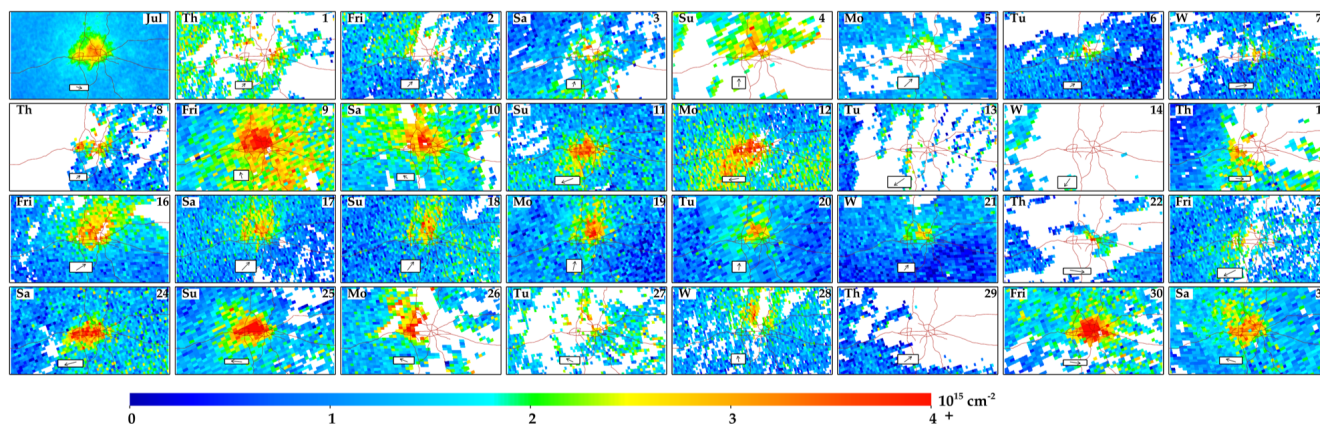 Jul Th 1 Fri 2 Sa 3 Su 4 Mo 5 Tu 6 W 7
Th 8 Fri 9 Sa 10 Su 11 Mo 12 Tu 13 W 14 Th 1
Fri 16 Sa 17 Su 18 Mo 19 Tu 20 W 21 Th 22 Fri 2
Sa 24 Su 25 Mo 26 Tu 27 W 28 Th 29 Fri 30 Sa 3
0 1 2 3 4 + 10¹⁵ cm⁻²